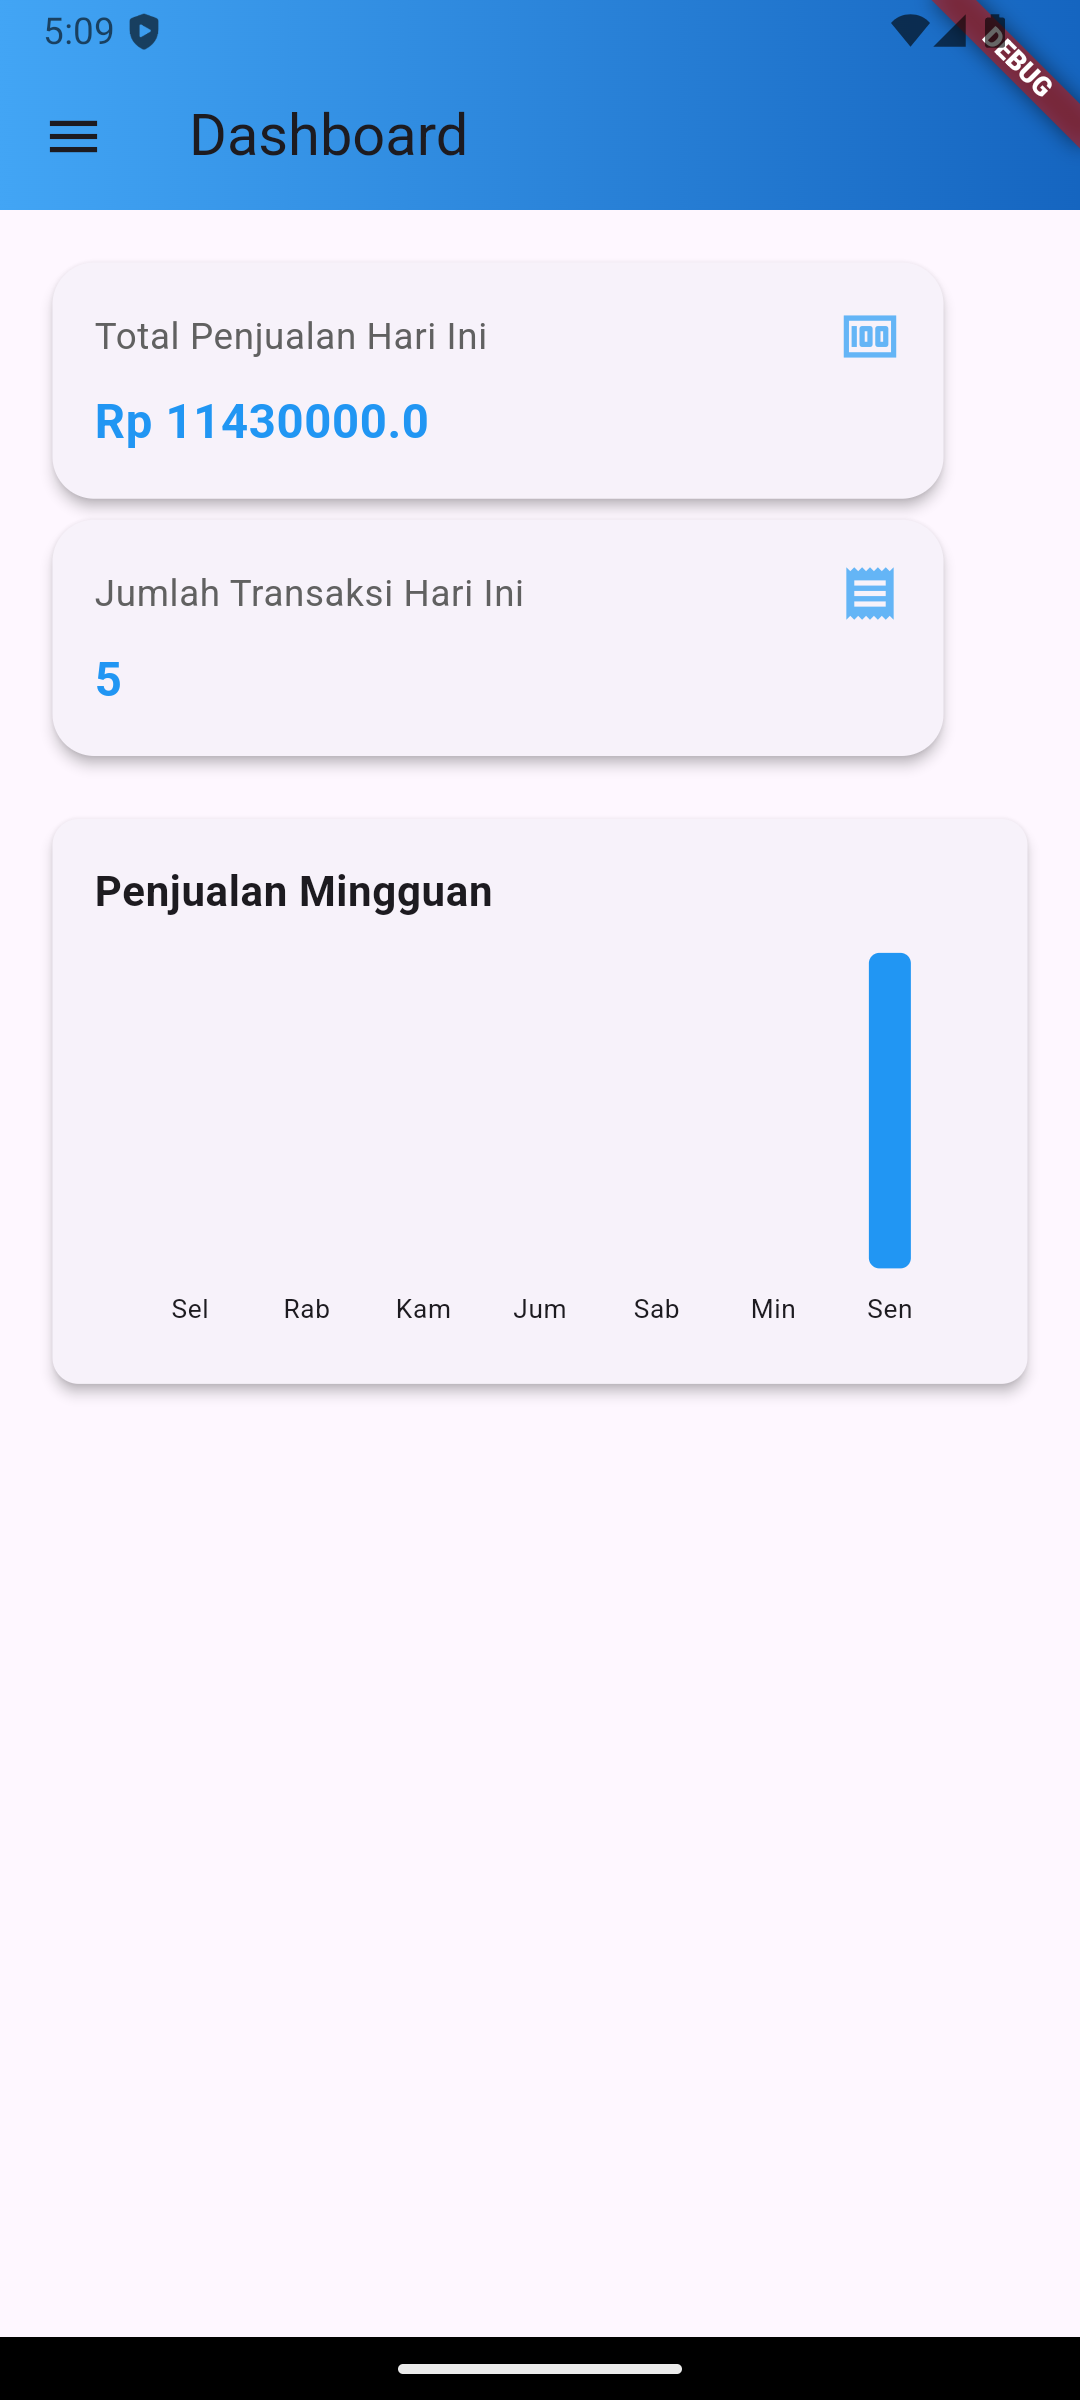 5:09
DEBUG
Dashboard
Total Penjualan Hari Ini
100
Rp 11430000.0
Jumlah Transaksi Hari Ini
5
Penjualan Mingguan
Sel Rab Kam Jum Sab Min Sen